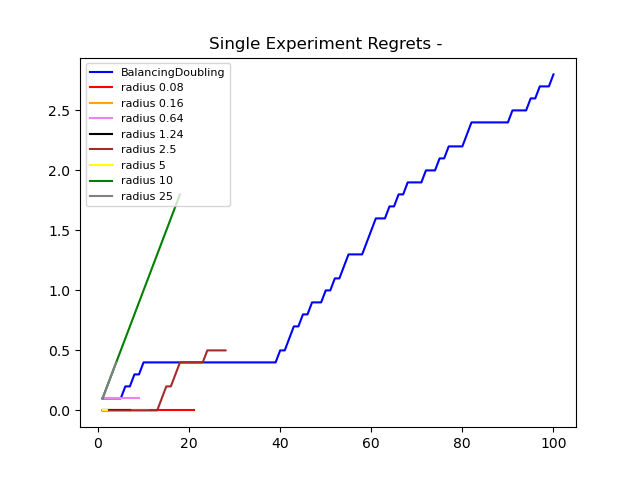 Single Experiment Regrets -
BalancingDoubling
radius 0.08
radius 0.16
radius 0.64
radius 1.24
radius 2.5
radius 5
radius 10
radius 25
2.5
2.0
1.5
1.0
0.5
0.0
0 20 40 60 80 100